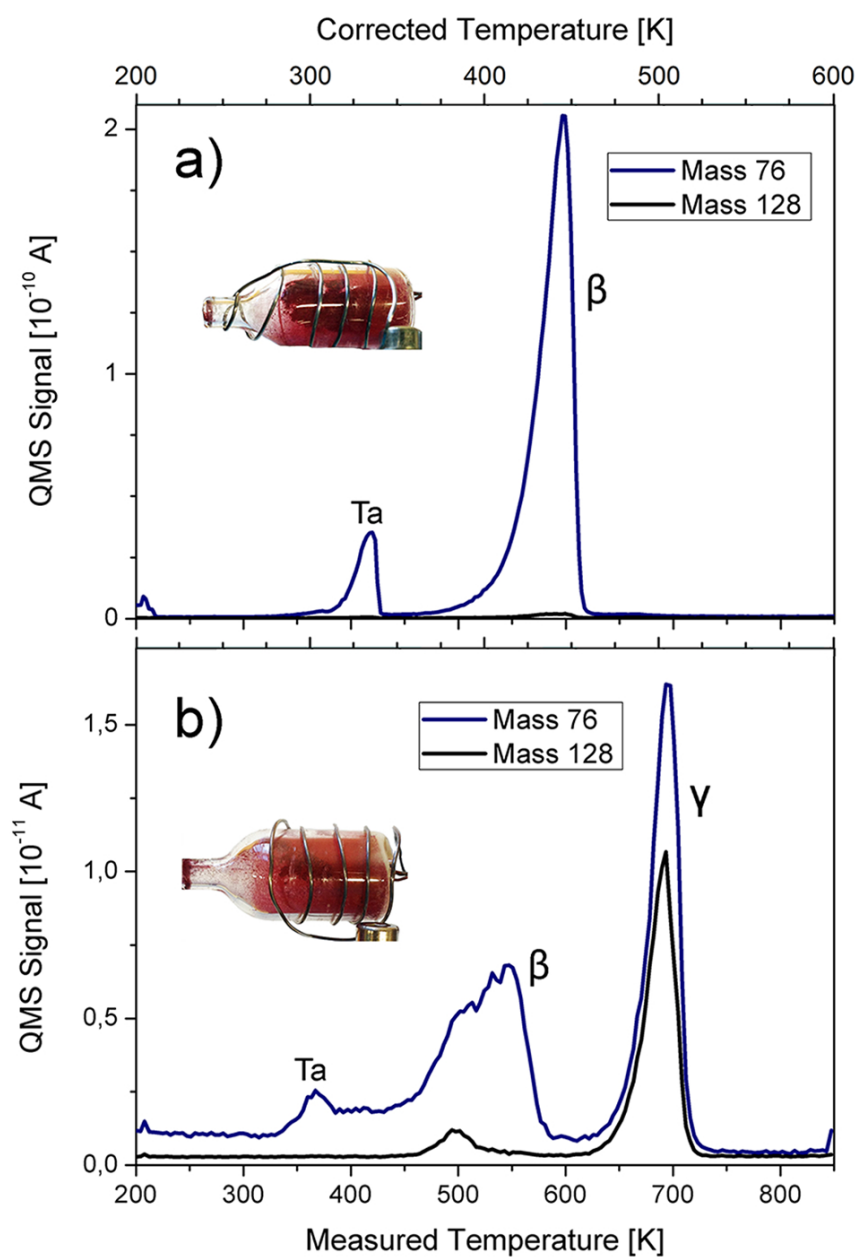 Corrected Temperature [K]
200 300 400 500 600
a)
Mass 76
Mass 128
β
Ta
2
1
0
QMS Signal [10⁻¹⁰ A]
b)
Mass 76
Mass 128
γ
β
Ta
1,5
1,0
0,5
0,0
QMS Signal [10⁻¹¹ A]
200 300 400 500 600 700 800
Measured Temperature [K]